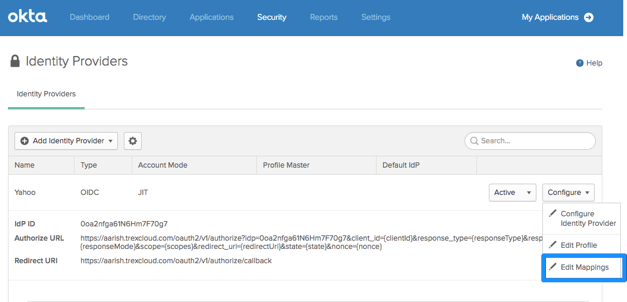 okta Dashboard Directory Applications Security Reports Settings My Applications
Identity Providers
Help
Identity Providers
Add Identity Provider Search...
Name Type Account Mode Profile Master Default IdP
Yahoo OIDC JIT Active Configure
Configure
Identity Provider
Edit Profile
Edit Mappings
IdP ID 0oa2nfga61N6Hm7F70g7
Authorize URL https://aarish.trexcloud.com/oauth2/v1/authorize?idp=0oa2nfga61N6Hm7F70g7&client_id={clientId}&response_type={responseType}&resp
{responseMode}&scope={scopes}&redirect_uri={redirectUri}&state={state}&nonce={nonce}
Redirect URI https://aarish.trexcloud.com/oauth2/v1/authorize/callback